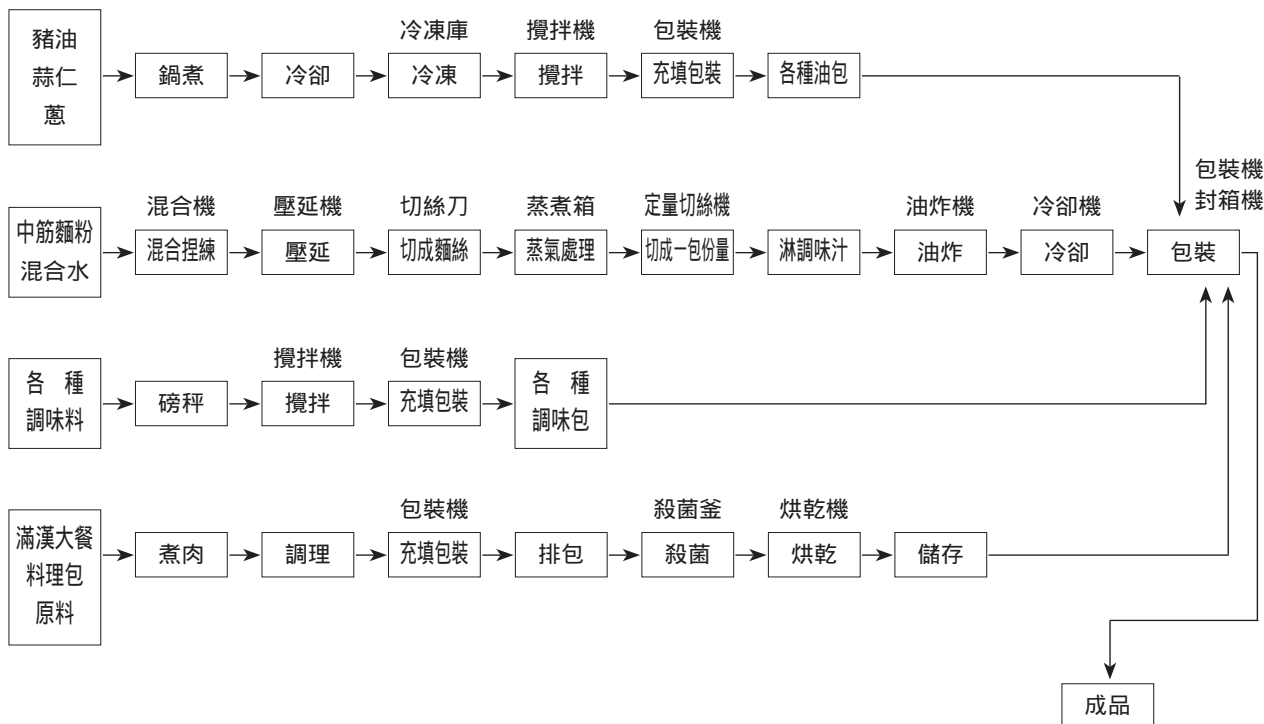 豬油
蒜仁
蔥
鍋煮
冷卻
冷凍庫
冷凍
攪拌機
攪拌
包裝機
充填包裝
各種油包
中筋麵粉
混合水
混合機
混合捏練
壓延機
壓延
切絲刀
切成麵絲
蒸煮箱
蒸氣處理
定量切絲機
切成一包份量
淋調味汁
油炸機
油炸
冷卻機
冷卻
包裝機
封箱機
包裝
各 種
調味料
磅秤
攪拌機
攪拌
包裝機
充填包裝
各 種
調味包
滿漢大餐
料理包
原料
煮肉
調理
包裝機
充填包裝
排包
殺菌釜
殺菌
烘乾機
烘乾
儲存
成品